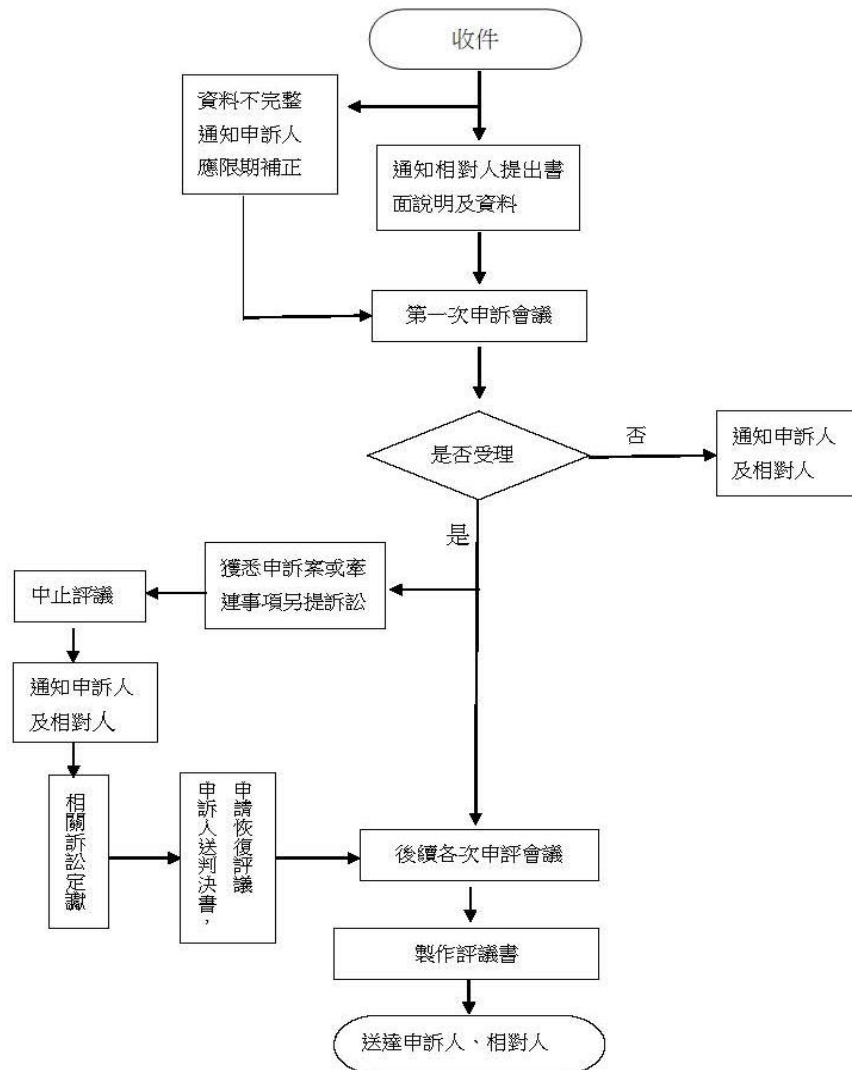 收件
資料不完整
通知申訴人
應限期補正
通知相對人提出書
面說明及資料
第一次申訴會議
是否受理
否
通知申訴人
及相對人
是
獲悉申訴案或牽
連事項另提訴訟
中止評議
通知申訴人
及相對人
相關訴訟定讞
申訴人送判決書，
申請恢復評議
後續各次申評會議
製作評議書
送達申訴人、相對人